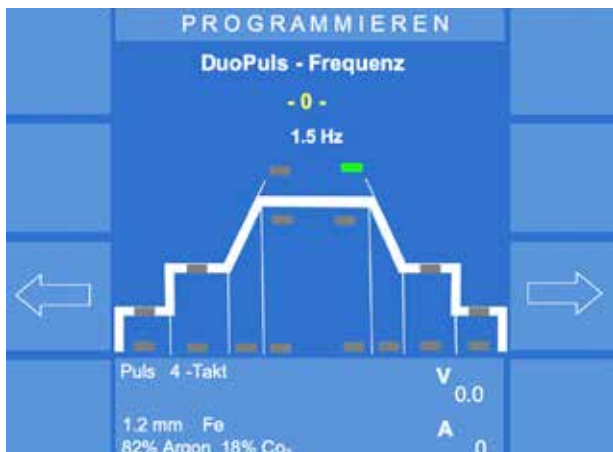 PROGRAMMIEREN
DuoPuls - Frequenz
- 0 -
1.5 Hz
Puls 4 -Takt
V
0.0
1.2 mm Fe
A
82% Argon 18% Co₂
0